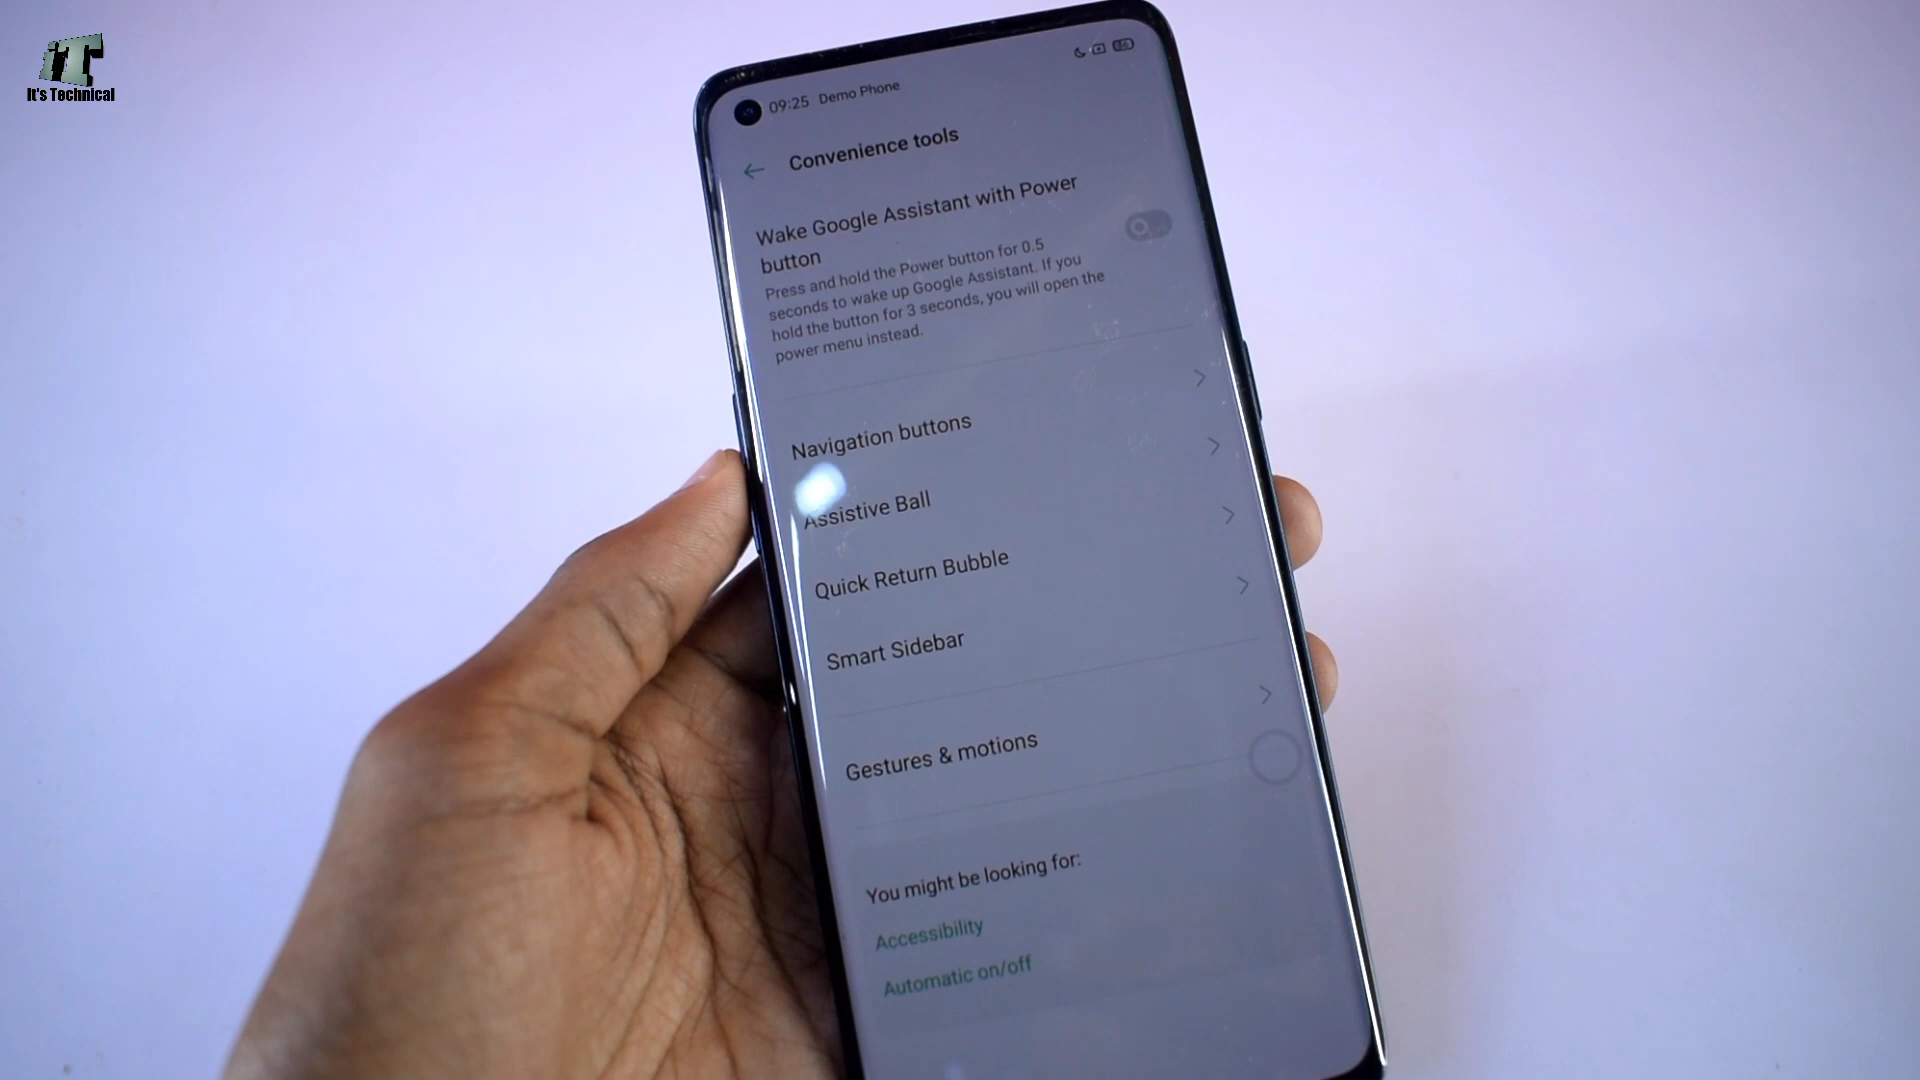 iT
It's Technical
09:25 Demo Phone
Convenience tools
Wake Google Assistant with Power
button
Press and hold the Power button for 0.5
seconds to wake up Google Assistant. If you
hold the button for 3 seconds, you will open the
power menu instead.
Navigation buttons
Assistive Ball
Quick Return Bubble
Smart Sidebar
Gestures & motions
You might be looking for:
Accessibility
Automatic on/off